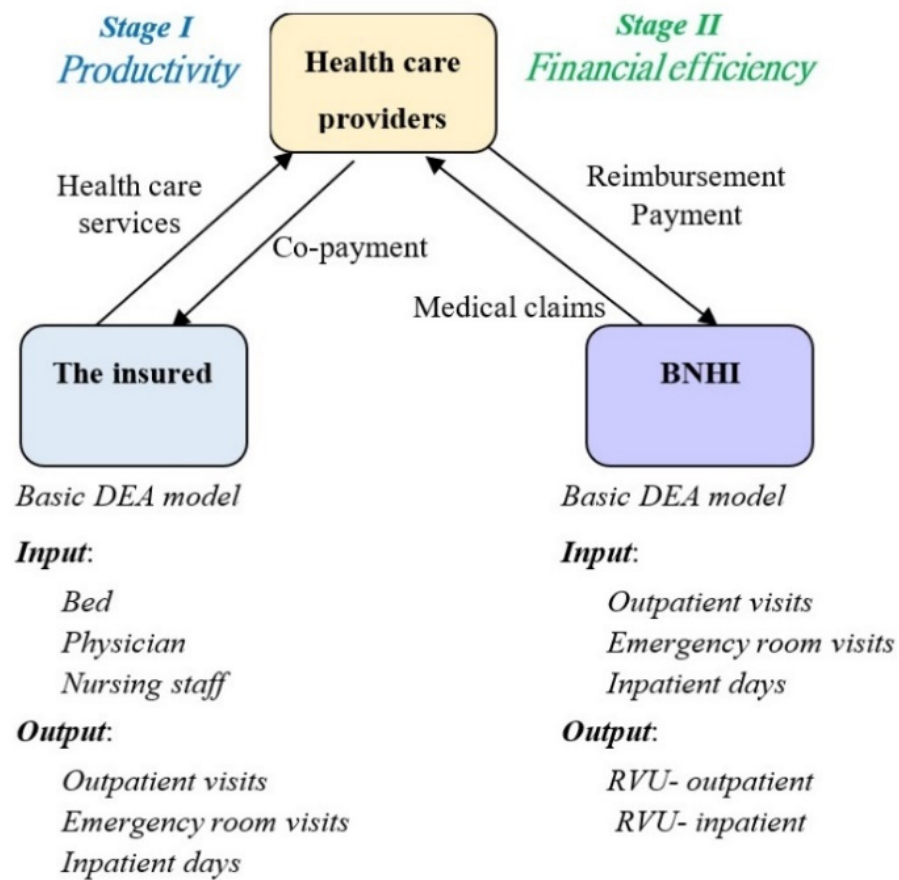 Stage I
Productivity
Health care
providers
Stage II
Financial efficiency
Health care
services
Co-payment
Reimbursement
Payment
Medical claims
The insured
BNHI
Basic DEA model
Input:
Bed
Physician
Nursing staff
Output:
Outpatient visits
Emergency room visits
Inpatient days
Basic DEA model
Input:
Outpatient visits
Emergency room visits
Inpatient days
Output:
RVU- outpatient
RVU- inpatient